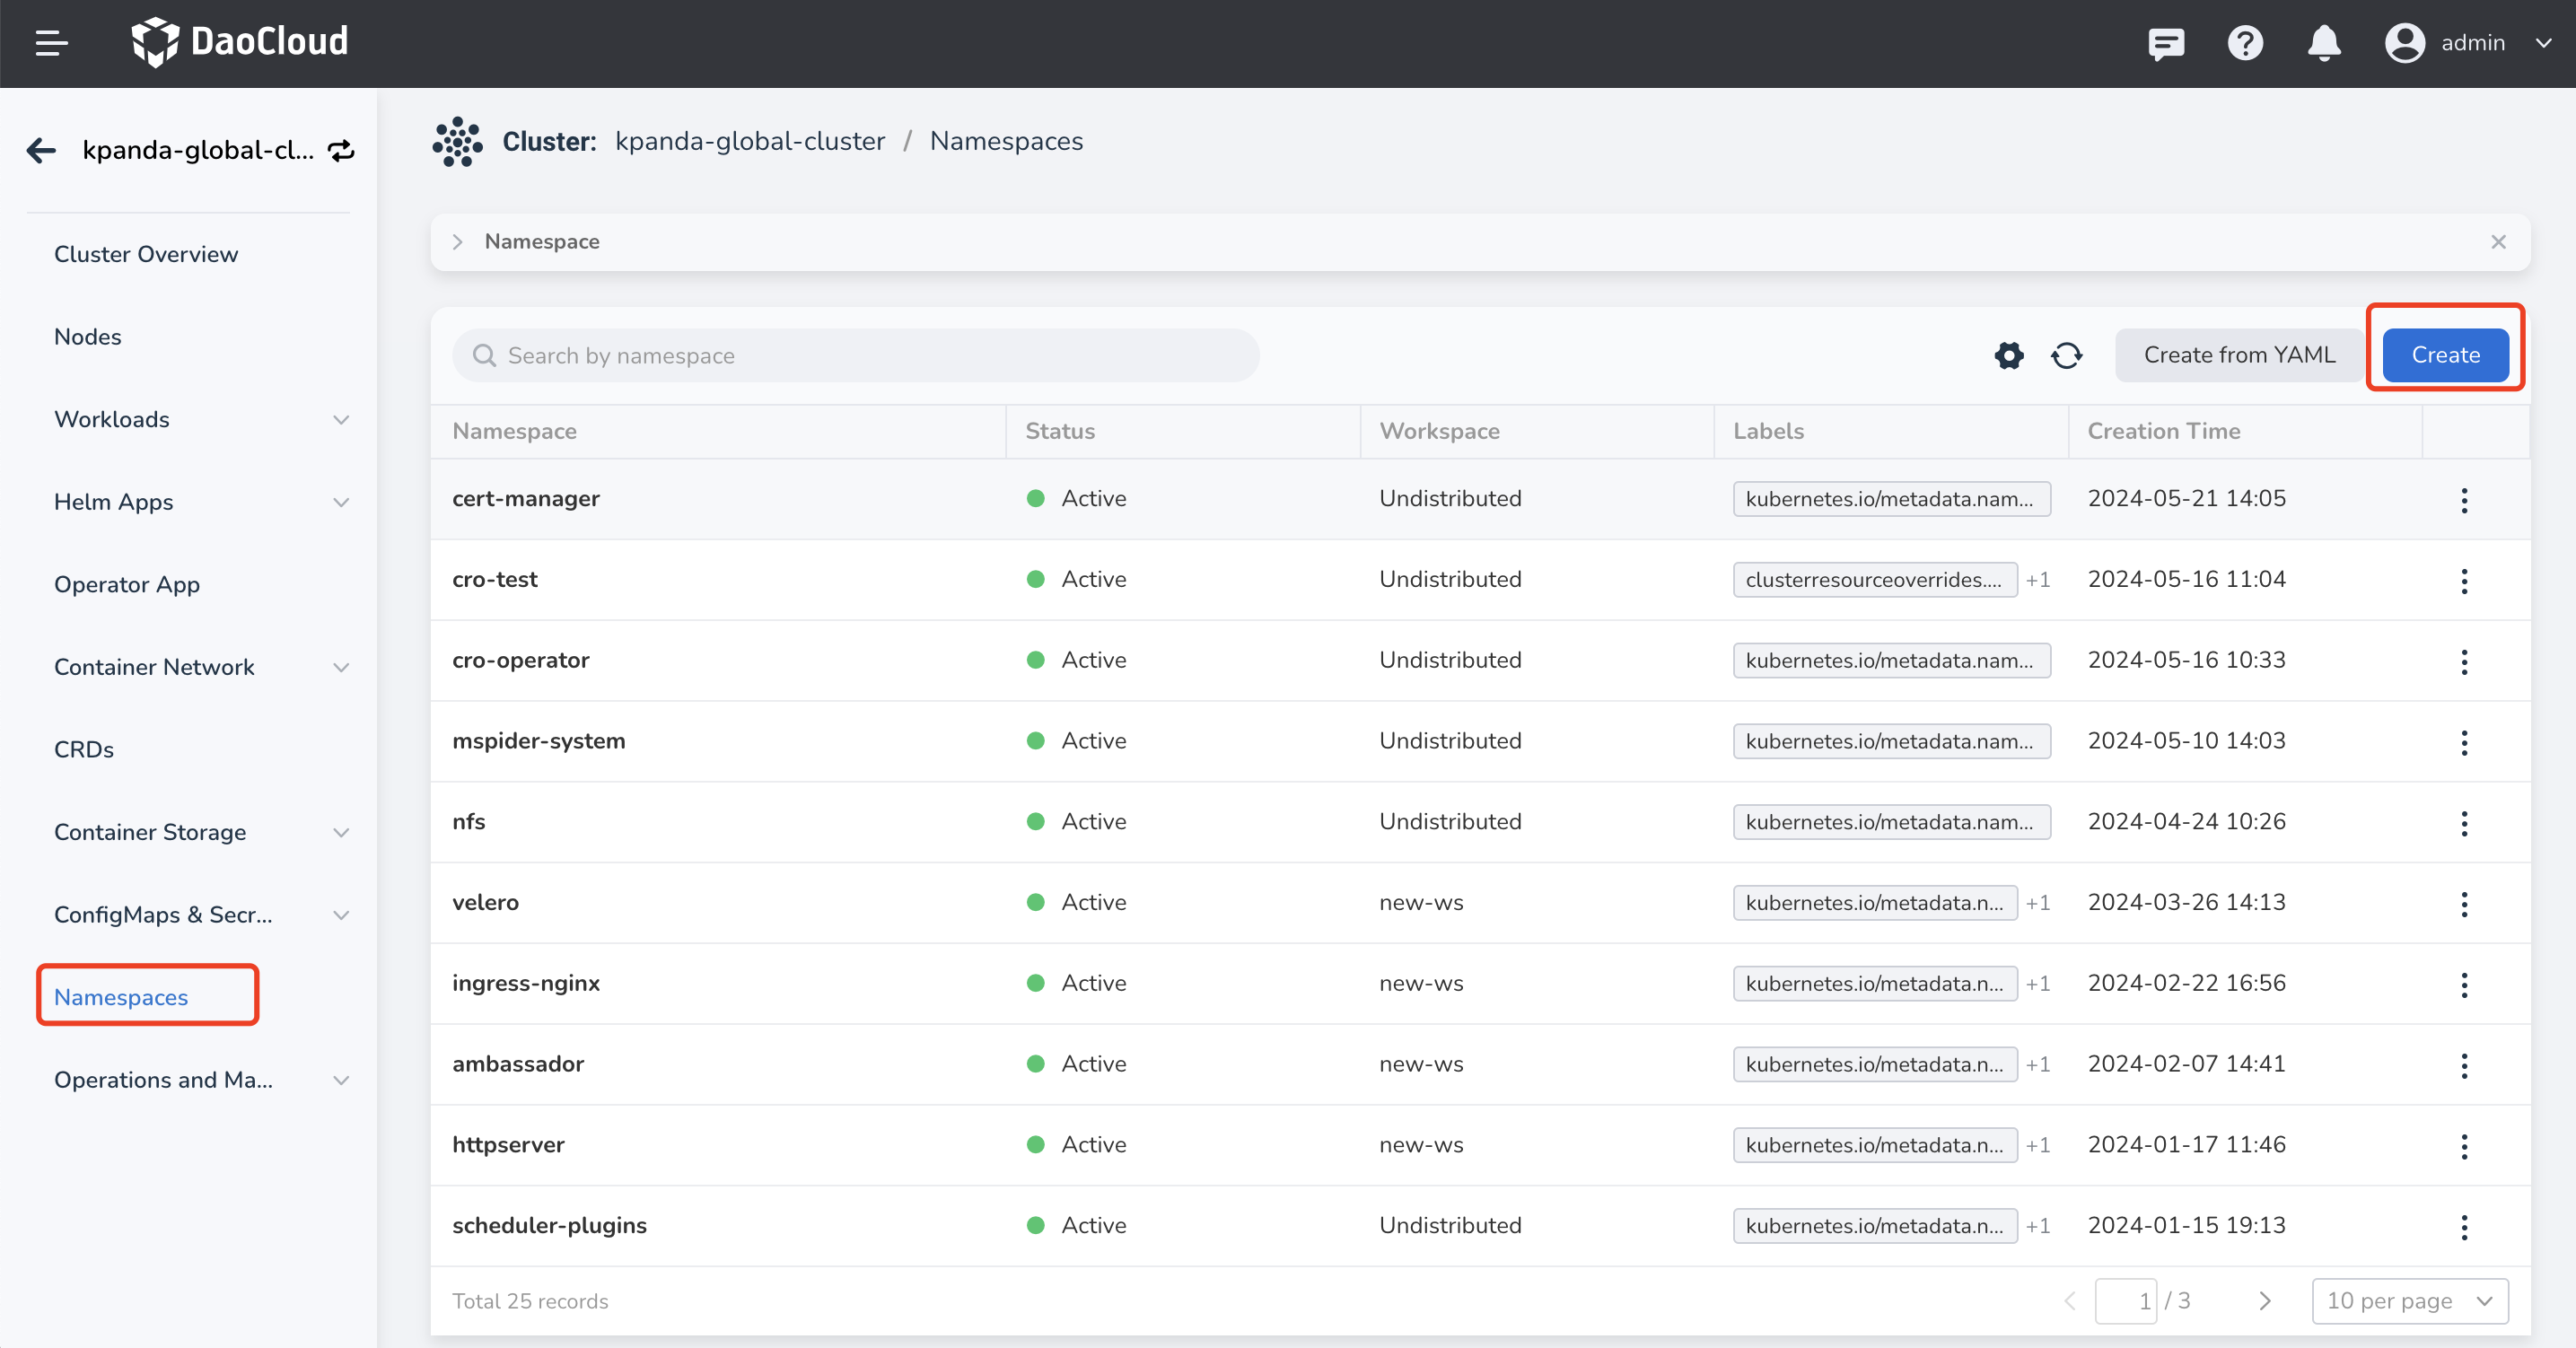 DaoCloud
admin
kpanda-global-cl...
Cluster: kpanda-global-cluster / Namespaces
Cluster Overview
Nodes
Workloads
Helm Apps
Operator App
Container Network
CRDs
Container Storage
ConfigMaps & Secr...
Namespaces
Operations and Ma...
Namespace
Search by namespace
Create from YAML
Create
Namespace Status Workspace Labels Creation Time
cert-manager Active Undistributed kubernetes.io/metadata.nam... 2024-05-21 14:05
cro-test Active Undistributed clusterresourceoverrides.... +1 2024-05-16 11:04
cro-operator Active Undistributed kubernetes.io/metadata.nam... 2024-05-16 10:33
mspider-system Active Undistributed kubernetes.io/metadata.nam... 2024-05-10 14:03
nfs Active Undistributed kubernetes.io/metadata.nam... 2024-04-24 10:26
velero Active new-ws kubernetes.io/metadata.n... +1 2024-03-26 14:13
ingress-nginx Active new-ws kubernetes.io/metadata.n... +1 2024-02-22 16:56
ambassador Active new-ws kubernetes.io/metadata.n... +1 2024-02-07 14:41
httpserver Active new-ws kubernetes.io/metadata.n... +1 2024-01-17 11:46
scheduler-plugins Active Undistributed kubernetes.io/metadata.n... +1 2024-01-15 19:13
Total 25 records
1 / 3
10 per page